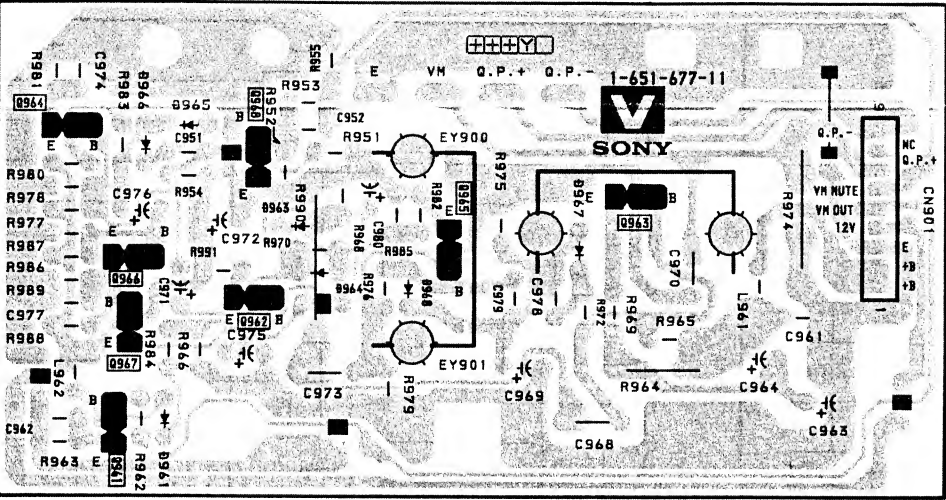 R981
C974
R983
D966
Q964
E
B
D965
C951
R954
B
Q960
R952
E
R955
R953
C952
R951
E
VM
Q.P.+
Q.P.-
1-651-677-11
V
SONY
EY900
R975
D967
E
Q963
B
R974
Q.P.-
9
NC
Q.P.+
VM MUTE
VM OUT
12V
E
+B
+B
1
CN901
R980
R978
R977
R987
R986
R989
C977
R988
C976
E
B
Q966
B
E
Q967
C971
R984
R966
R991
C972
R970
D963
R990
E
Q962
B
C975
R968
C980
R985
R982
Q965
E
B
R976
D964
D968
C979
C978
R972
R969
R965
C970
L961
C961
EY901
R979
C973
C969
R964
C964
C963
C968
L962
C962
R963
B
E
Q961
R962
D961